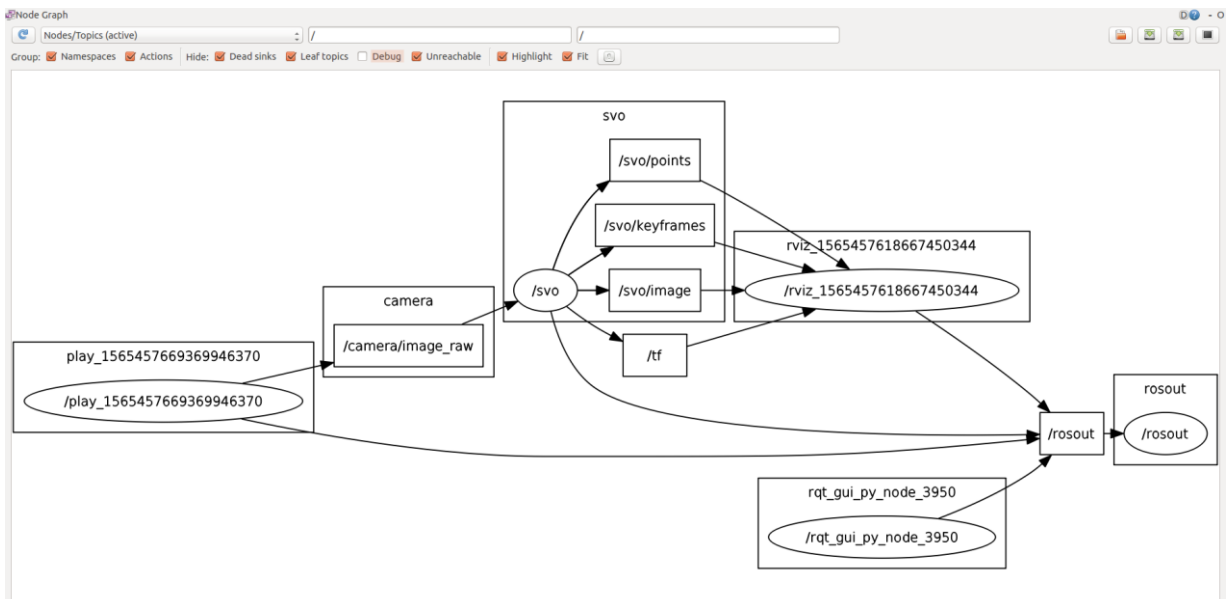 Node Graph
D? - O
Nodes/Topics (active) / /
Group: Namespaces Actions Hide: Dead sinks Leaf topics Debug Unreachable Highlight Fit
svo
/svo/points
/svo/keyframes
rviz_1565457618667450344
/svo
/svo/image
/rviz_1565457618667450344
camera
/camera/image_raw
/tf
play_1565457669369946370
/play_1565457669369946370
rosout
/rosout
/rosout
rqt_gui_py_node_3950
/rqt_gui_py_node_3950